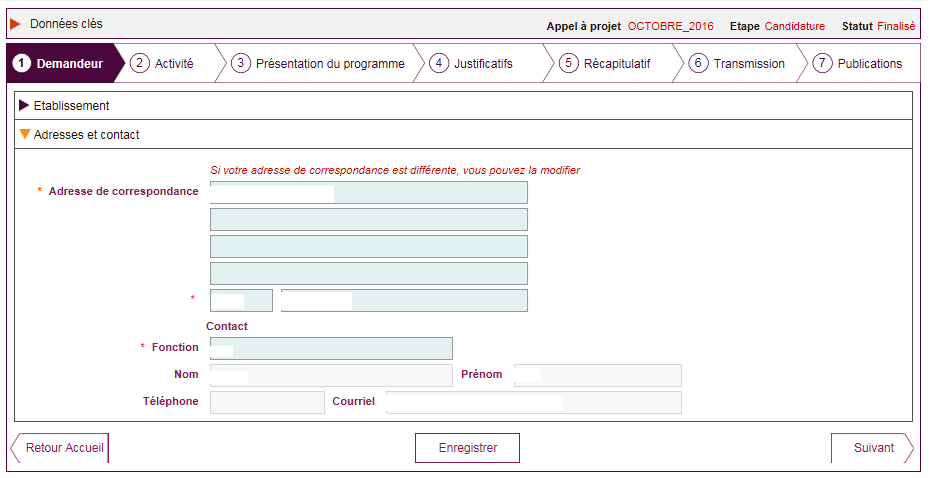 Données clés
Appel à projet OCTOBRE_2016 Etape Candidature Statut Finalisé
1 Demandeur 2 Activité 3 Présentation du programme 4 Justificatifs 5 Récapitulatif 6 Transmission 7 Publications
Etablissement
Adresses et contact
Si votre adresse de correspondance est différente, vous pouvez la modifier
* Adresse de correspondance
*
Contact
* Fonction
Nom Prénom
Téléphone Courriel
Retour Accueil Enregistrer Suivant